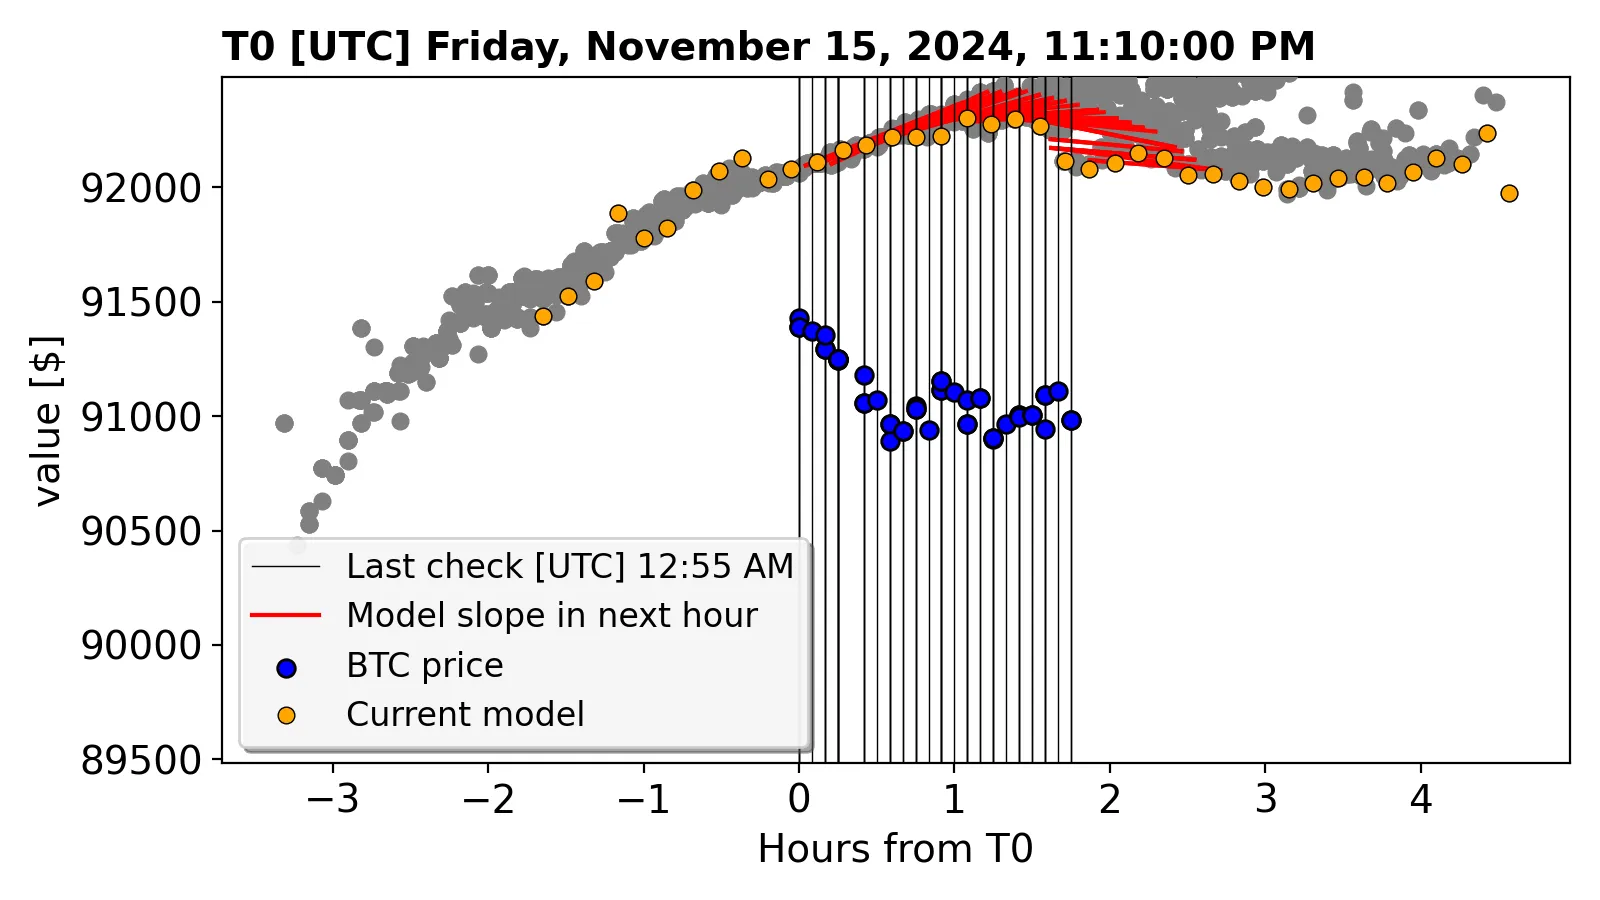 T0 [UTC] Friday, November 15, 2024, 11:10:00 PM
value [$]
92000
91500
91000
90500
90000
89500
Last check [UTC] 12:55 AM
Model slope in next hour
BTC price
Current model
−3 −2 −1 0 1 2 3 4
Hours from T0